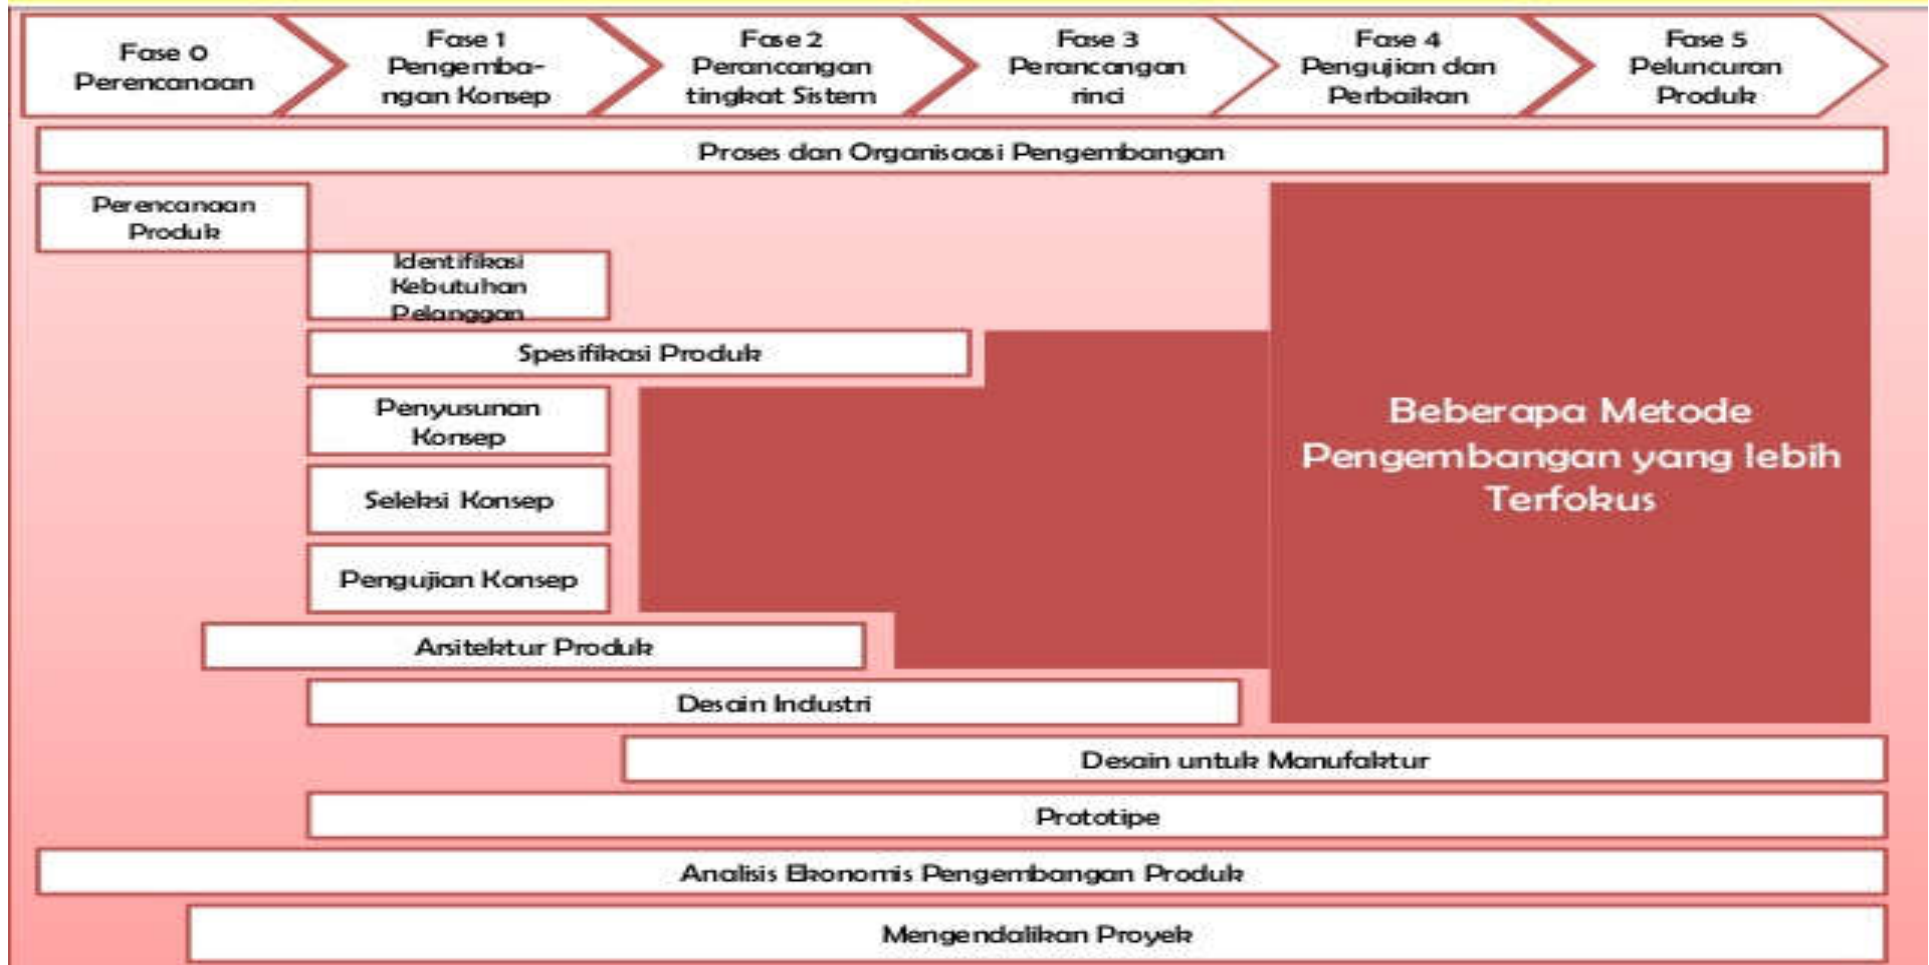 Fase 0
Perencanaan
Fase 1
Pengemba-
ngan Konsep
Fase 2
Perancangan
tingkat Sistem
Fase 3
Perancangan
rinci
Fase 4
Pengujian dan
Perbaikan
Fase 5
Peluncuran
Produk
Proses dan Organisaasi Pengembangan
Perencanaan
Produk
Identifikasi
Kebutuhan
Pelanggan
Spesifikasi Produk
Penyusunan
Konsep
Seleksi Konsep
Pengujian Konsep
Beberapa Metode
Pengembangan yang lebih
Terfokus
Arsitektur Produk
Desain Industri
Desain untuk Manufaktur
Prototipe
Analisis Ekonomis Pengembangan Produk
Mengendalikan Proyek